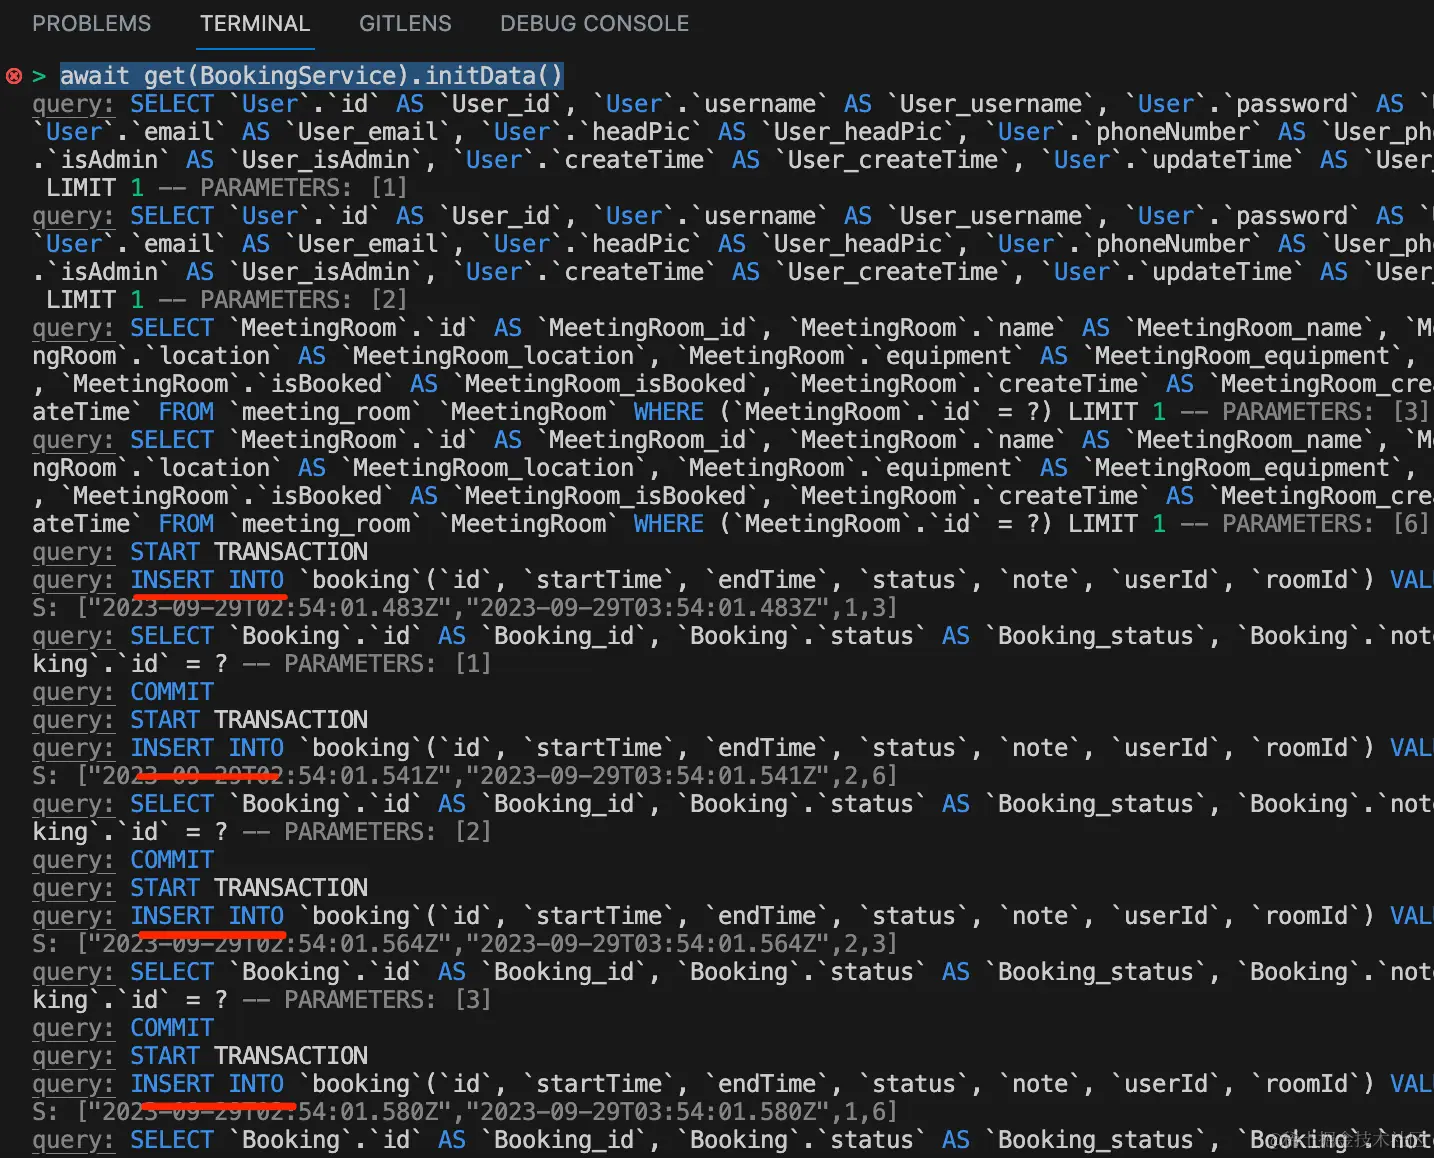 PROBLEMS TERMINAL GITLENS DEBUG CONSOLE
> await get(BookingService).initData()
query: SELECT `User`.`id` AS `User_id`, `User`.`username` AS `User_username`, `User`.`password` AS `
`User`.`email` AS `User_email`, `User`.`headPic` AS `User_headPic`, `User`.`phoneNumber` AS `User_ph
.`isAdmin` AS `User_isAdmin`, `User`.`createTime` AS `User_createTime`, `User`.`updateTime` AS `User_
LIMIT 1 -- PARAMETERS: [1]
query: SELECT `User`.`id` AS `User_id`, `User`.`username` AS `User_username`, `User`.`password` AS `
`User`.`email` AS `User_email`, `User`.`headPic` AS `User_headPic`, `User`.`phoneNumber` AS `User_ph
.`isAdmin` AS `User_isAdmin`, `User`.`createTime` AS `User_createTime`, `User`.`updateTime` AS `User_
LIMIT 1 -- PARAMETERS: [2]
query: SELECT `MeetingRoom`.`id` AS `MeetingRoom_id`, `MeetingRoom`.`name` AS `MeetingRoom_name`, `M
ngRoom`.`location` AS `MeetingRoom_location`, `MeetingRoom`.`equipment` AS `MeetingRoom_equipment`,
, `MeetingRoom`.`isBooked` AS `MeetingRoom_isBooked`, `MeetingRoom`.`createTime` AS `MeetingRoom_cre
ateTime` FROM `meeting_room` `MeetingRoom` WHERE (`MeetingRoom`.`id` = ?) LIMIT 1 -- PARAMETERS: [3]
query: SELECT `MeetingRoom`.`id` AS `MeetingRoom_id`, `MeetingRoom`.`name` AS `MeetingRoom_name`, `M
ngRoom`.`location` AS `MeetingRoom_location`, `MeetingRoom`.`equipment` AS `MeetingRoom_equipment`,
, `MeetingRoom`.`isBooked` AS `MeetingRoom_isBooked`, `MeetingRoom`.`createTime` AS `MeetingRoom_cre
ateTime` FROM `meeting_room` `MeetingRoom` WHERE (`MeetingRoom`.`id` = ?) LIMIT 1 -- PARAMETERS: [6]
query: START TRANSACTION
query: INSERT INTO `booking`(`id`, `startTime`, `endTime`, `status`, `note`, `userId`, `roomId`) VAL
S: ["2023-09-29T02:54:01.483Z","2023-09-29T03:54:01.483Z",1,3]
query: SELECT `Booking`.`id` AS `Booking_id`, `Booking`.`status` AS `Booking_status`, `Booking`.`not
king`.`id` = ? -- PARAMETERS: [1]
query: COMMIT
query: START TRANSACTION
query: INSERT INTO `booking`(`id`, `startTime`, `endTime`, `status`, `note`, `userId`, `roomId`) VAL
S: ["2023-09-29T02:54:01.541Z","2023-09-29T03:54:01.541Z",2,6]
query: SELECT `Booking`.`id` AS `Booking_id`, `Booking`.`status` AS `Booking_status`, `Booking`.`not
king`.`id` = ? -- PARAMETERS: [2]
query: COMMIT
query: START TRANSACTION
query: INSERT INTO `booking`(`id`, `startTime`, `endTime`, `status`, `note`, `userId`, `roomId`) VAL
S: ["2023-09-29T02:54:01.564Z","2023-09-29T03:54:01.564Z",2,3]
query: SELECT `Booking`.`id` AS `Booking_id`, `Booking`.`status` AS `Booking_status`, `Booking`.`not
king`.`id` = ? -- PARAMETERS: [3]
query: COMMIT
query: START TRANSACTION
query: INSERT INTO `booking`(`id`, `startTime`, `endTime`, `status`, `note`, `userId`, `roomId`) VAL
S: ["2023-09-29T02:54:01.580Z","2023-09-29T03:54:01.580Z",1,6]
query: SELECT `Booking`.`id` AS `Booking_id`, `Booking`.`status` AS `Booking_status`, `Booking`.`not
@稀土掘金技术社区